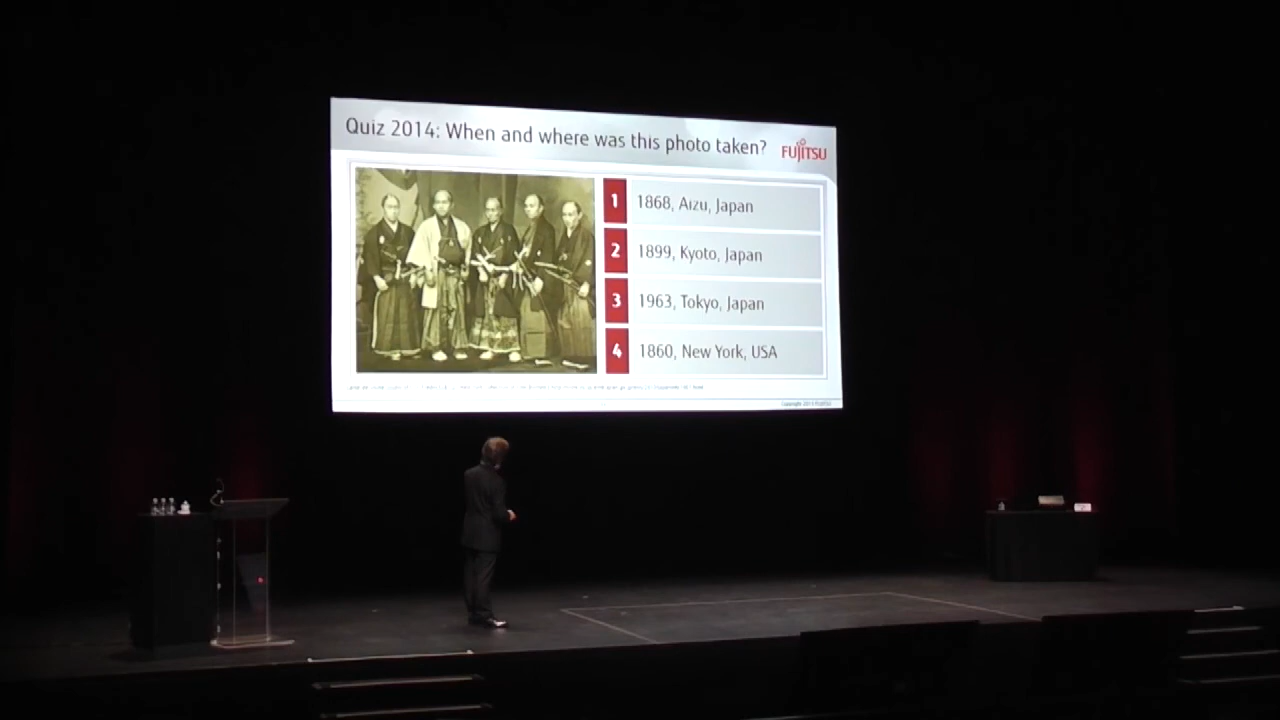 Quiz 2014: When and where was this photo taken?
FUJITSU
1 1868, Aizu, Japan
2 1899, Kyoto, Japan
3 1963, Tokyo, Japan
4 1860, New York, USA